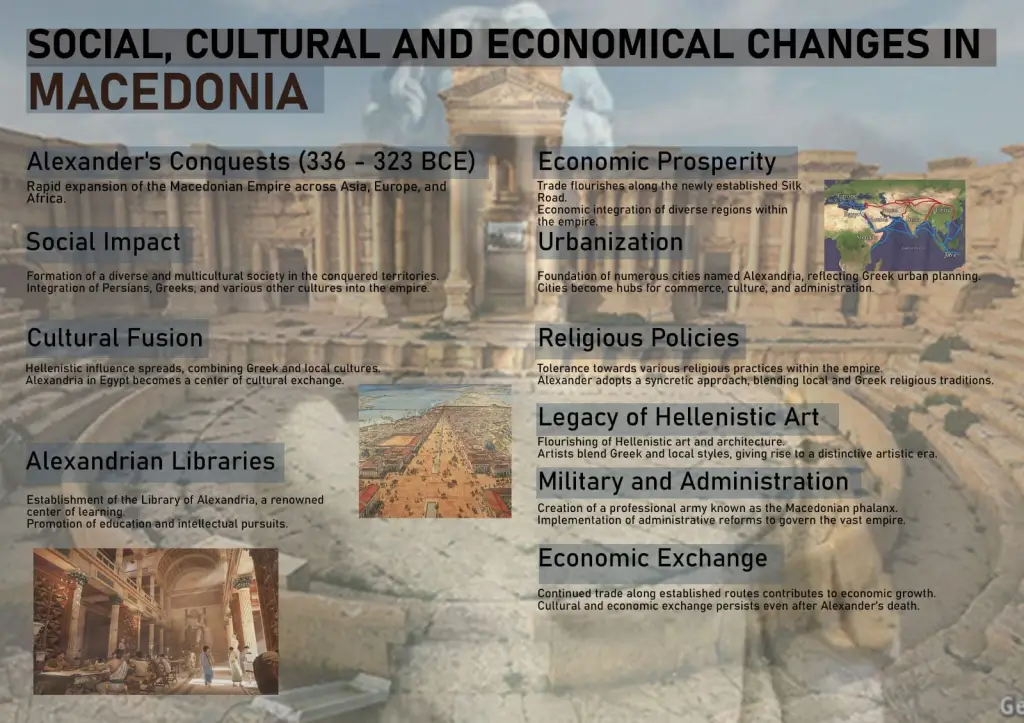 SOCIAL, CULTURAL AND ECONOMICAL CHANGES IN
MACEDONIA
Alexander's Conquests (336 - 323 BCE)
Rapid expansion of the Macedonian Empire across Asia, Europe, and
Africa.
Social Impact
Formation of a diverse and multicultural society in the conquered territories.
Integration of Persians, Greeks, and various other cultures into the empire.
Cultural Fusion
Hellenistic influence spreads, combining Greek and local cultures.
Alexandria in Egypt becomes a center of cultural exchange.
Alexandrian Libraries
Establishment of the Library of Alexandria, a renowned
center of learning.
Promotion of education and intellectual pursuits.
Economic Prosperity
Trade flourishes along the newly established Silk
Road.
Economic integration of diverse regions within
the empire.
Urbanization
Foundation of numerous cities named Alexandria, reflecting Greek urban planning.
Cities become hubs for commerce, culture, and administration.
Religious Policies
Tolerance towards various religious practices within the empire.
Alexander adopts a syncretic approach, blending local and Greek religious traditions.
Legacy of Hellenistic Art
Flourishing of Hellenistic art and architecture.
Artists blend Greek and local styles, giving rise to a distinctive artistic era.
Military and Administration
Creation of a professional army known as the Macedonian phalanx.
Implementation of administrative reforms to govern the vast empire.
Economic Exchange
Continued trade along established routes contributes to economic growth.
Cultural and economic exchange persists even after Alexander's death.